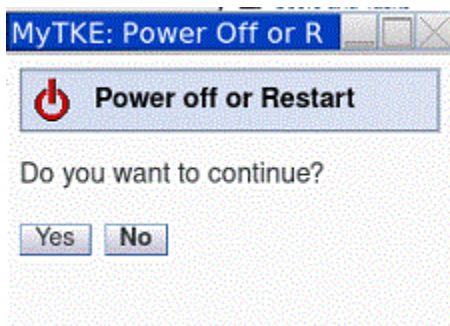 MyTKE: Power Off or R
Power off or Restart
Do you want to continue?
Yes No